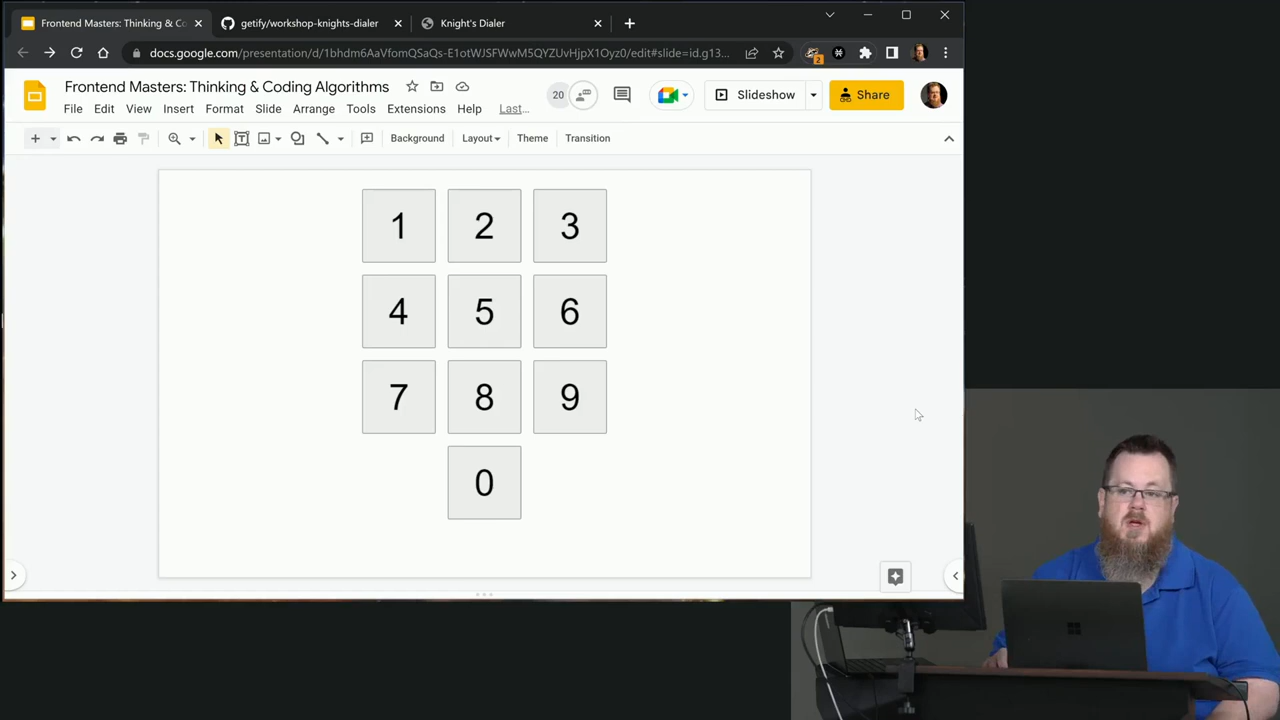 Frontend Masters: Thinking & Co
getify/workshop-knights-dialer
Knight's Dialer
docs.google.com/presentation/d/1bhdm6AaVfomQSaQs-E1otWJSFWwM5QYZUvHjpX1Oyz0/edit#slide=id.g13...
2
Frontend Masters: Thinking & Coding Algorithms
20
Slideshow
Share
File Edit View Insert Format Slide Arrange Tools Extensions Help Last...
Background Layout Theme Transition
1 2 3
4 5 6
7 8 9
0